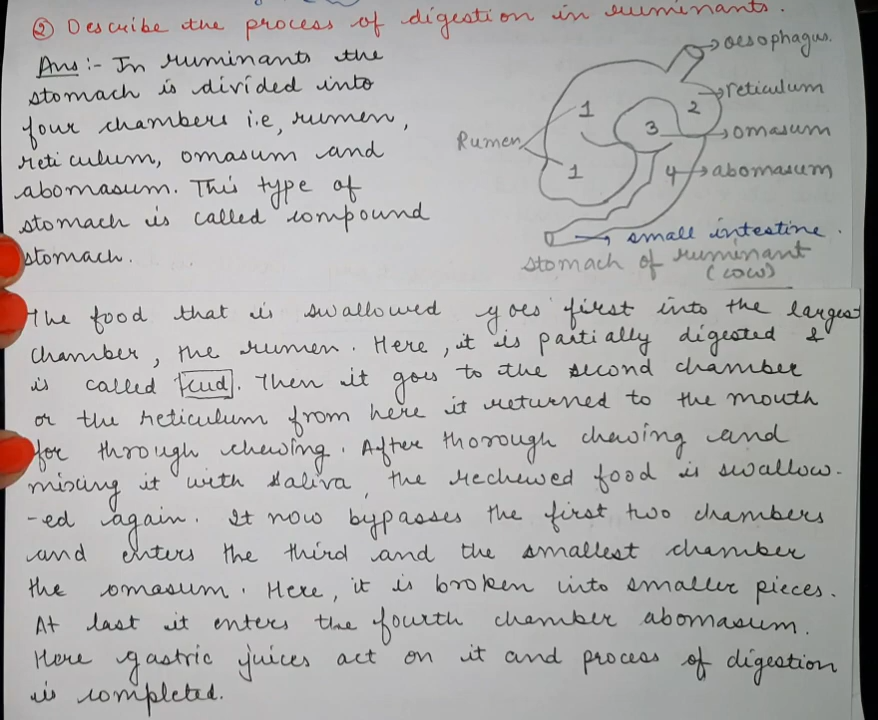 ② Describe the process of digestion in ruminants.
Ans :- In ruminants the
stomach is divided into
four chambers i.e, rumen,
reticulum, omasum and
abomasum. This type of
stomach is called compound
stomach.
oesophagus.
reticulum
omasum
abomasum
Rumen
1
1
2
3
4
small intestine.
stomach of ruminant
(cow)
The food that is swallowed goes first into the largest
chamber, the rumen. Here, it is partially digested &
is called cud. Then it goes to the second chamber
or the reticulum from here it returned to the mouth
for through chewing. After thorough chewing and
mixing it with saliva, the rechewed food is swallow-
-ed again. It now bypasses the first two chambers
and enters the third and the smallest chamber
the omasum. Here, it is broken into smaller pieces.
At last it enters the fourth chamber abomasum.
Here gastric juices act on it and process of digestion
is completed.